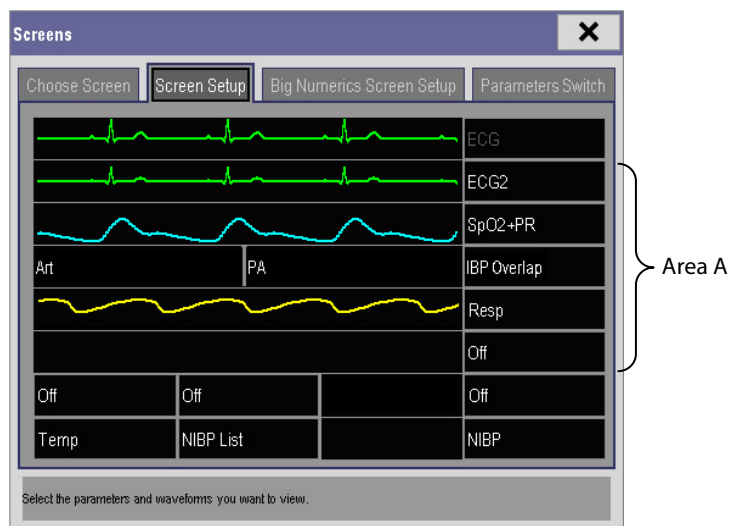 Screens
Choose Screen Screen Setup Big Numerics Screen Setup Parameters Switch
ECG
ECG2
SpO2+PR
Art PA IBP Overlap
Area A
Resp
Off
Off Off Off
Temp NIBP List NIBP
Select the parameters and waveforms you want to view.